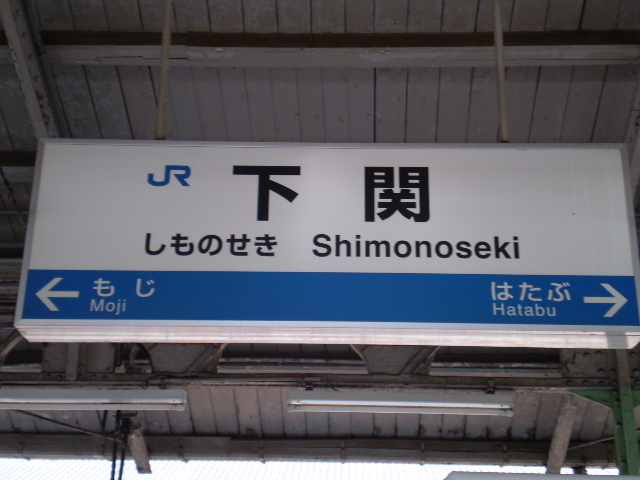 JR 下関
しものせき Shimonoseki
← もじ はたぶ →
Moji Hatabu